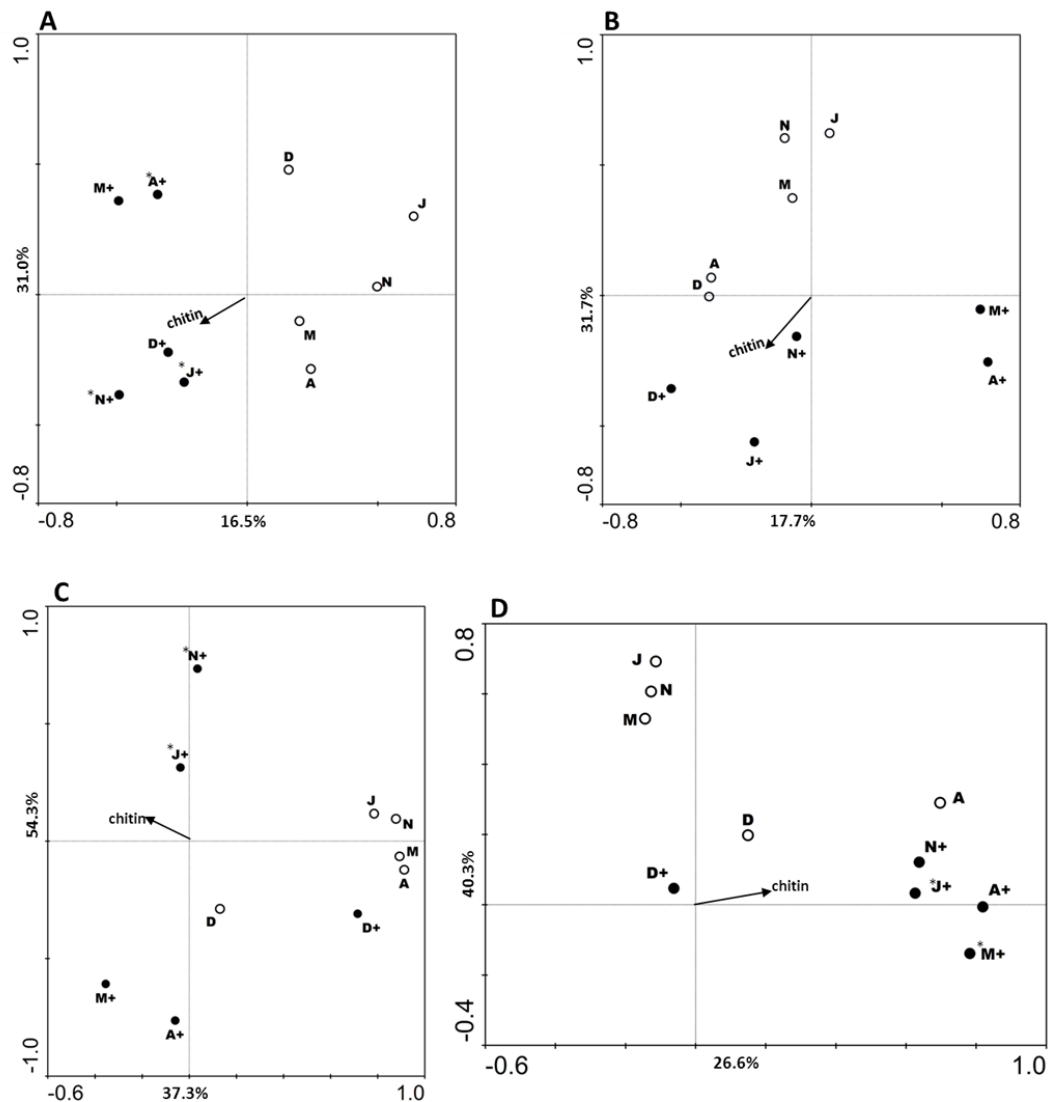 A
1.0
31.0%
-0.8
-0.8
16.5%
0.8
D
J
N
M
A
M+
*A+
chitin
D+
*J+
*N+
B
1.0
31.7%
-0.8
-0.8
17.7%
0.8
N
J
M
A
D
M+
chitin
N+
A+
D+
J+
C
1.0
54.3%
-1.0
-0.6
37.3%
1.0
*N+
*J+
chitin
J
N
M
A
D
D+
M+
A+
D
0.8
40.3%
-0.4
-0.6
26.6%
1.0
J
N
M
A
D
N+
D+
chitin
*J+
A+
*M+